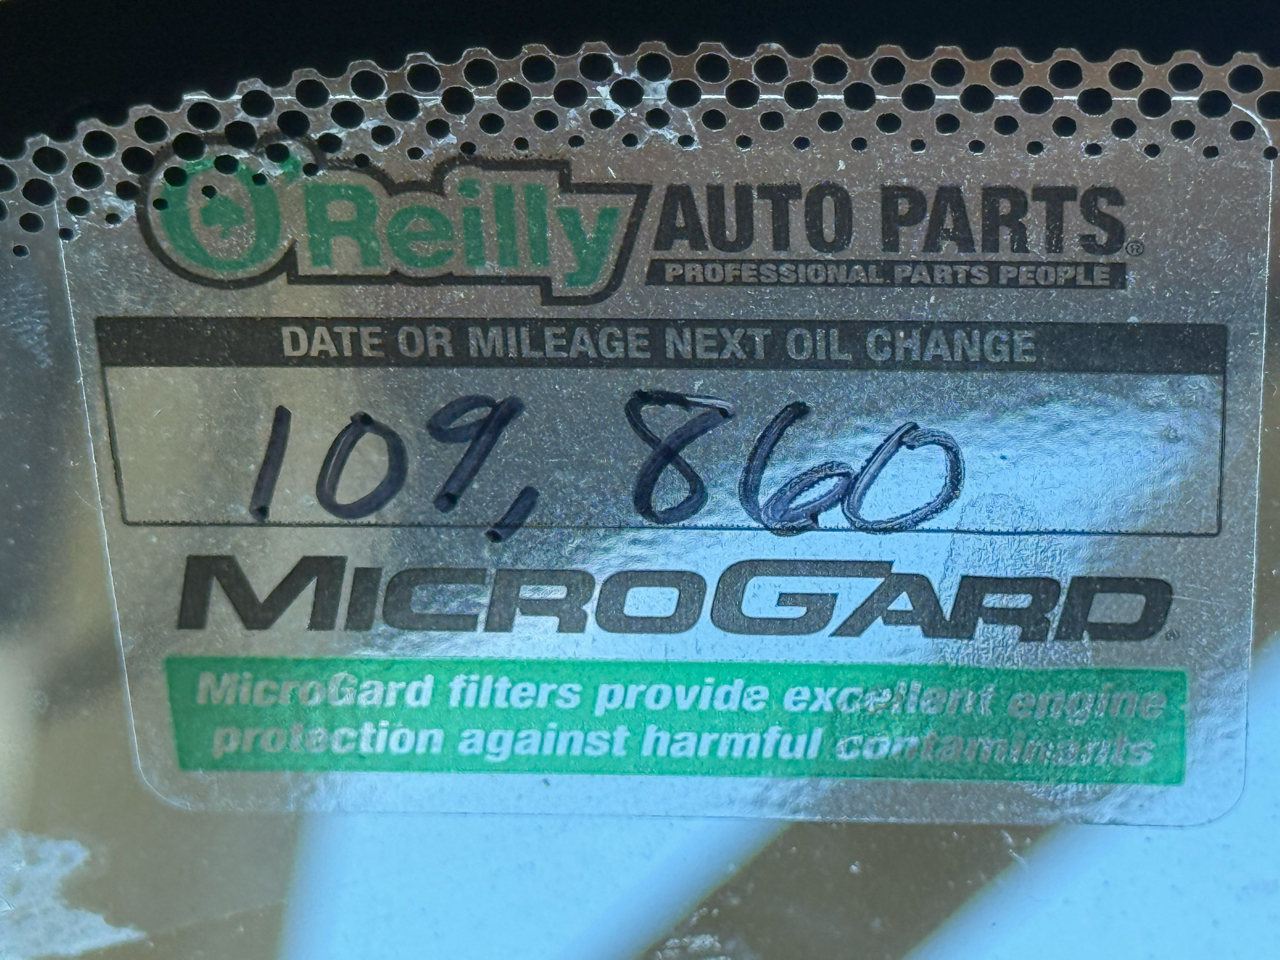 O'Reilly AUTO PARTS®
PROFESSIONAL PARTS PEOPLE
DATE OR MILEAGE NEXT OIL CHANGE
109,860
MICROGARD®
MicroGard filters provide excellent engine
protection against harmful contaminants